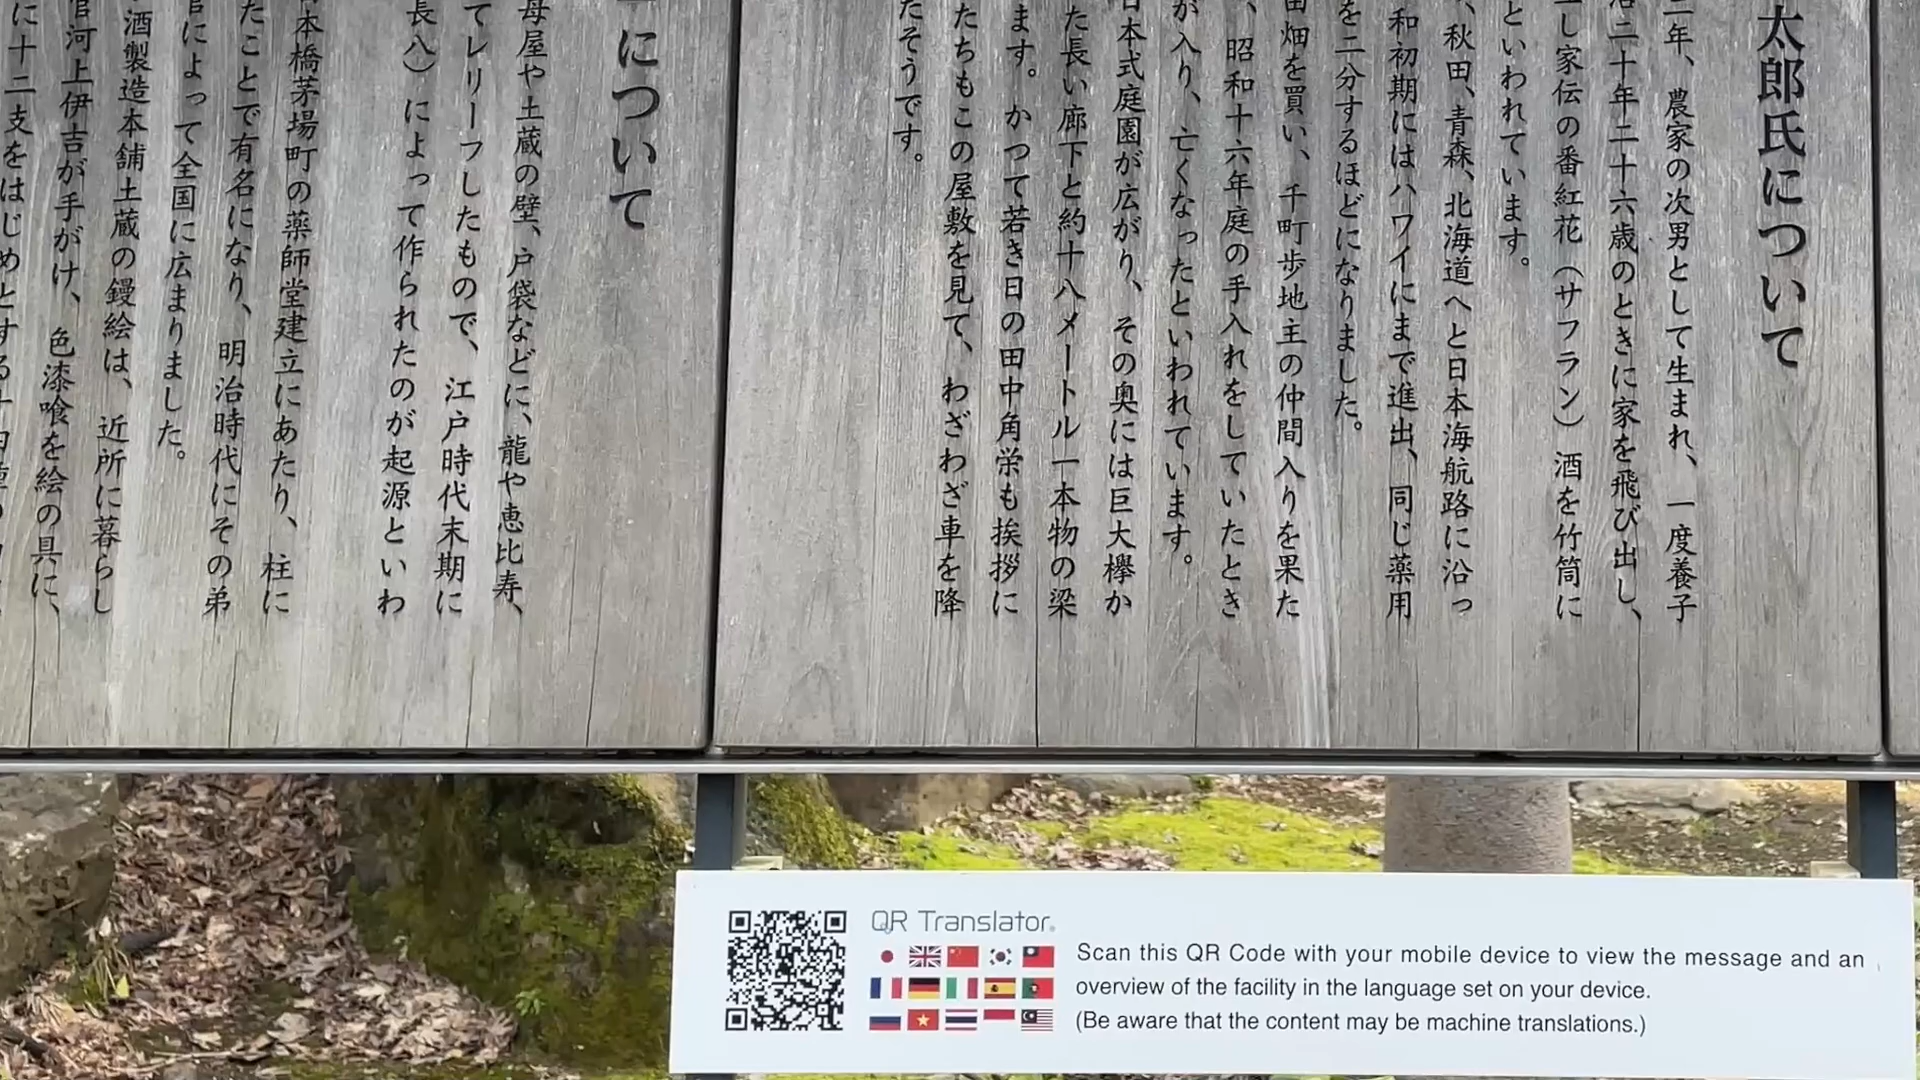 太郎氏について
二年、農家の次男として生まれ、一度養子
治二十年二十六歳のときに家を飛び出し、
し家伝の番紅花（サフラン）酒を竹筒に
といわれています。
、秋田、青森、北海道へと日本海航路に沿っ
和初期にはハワイにまで進出、同じ薬用
を二分するほどになりました。
田畑を買い、千町歩地主の仲間入りを果た
、昭和十六年庭の手入れをしていたとき
が入り、亡くなったといわれています。
日本式庭園が広がり、その奥には巨大欅か
た長い廊下と約十八メートル一本物の梁
ます。かつて若き日の田中角栄も挨拶に
たちもこの屋敷を見て、わざわざ車を降
たそうです。
について
母屋や土蔵の壁、戸袋などに、龍や恵比寿、
てレリーフしたもので、江戸時代末期に
長八）によって作られたのが起源といわ
本橋茅場町の薬師堂建立にあたり、柱に
たことで有名になり、明治時代にその弟
官によって全国に広まりました。
酒製造本舗土蔵の鏝絵は、近所に暮らし
官河上伊吉が手がけ、色漆喰を絵の具に、
に十二支をはじめとする十四種の
QR Translator.
Scan this QR Code with your mobile device to view the message and an
overview of the facility in the language set on your device.
(Be aware that the content may be machine translations.)